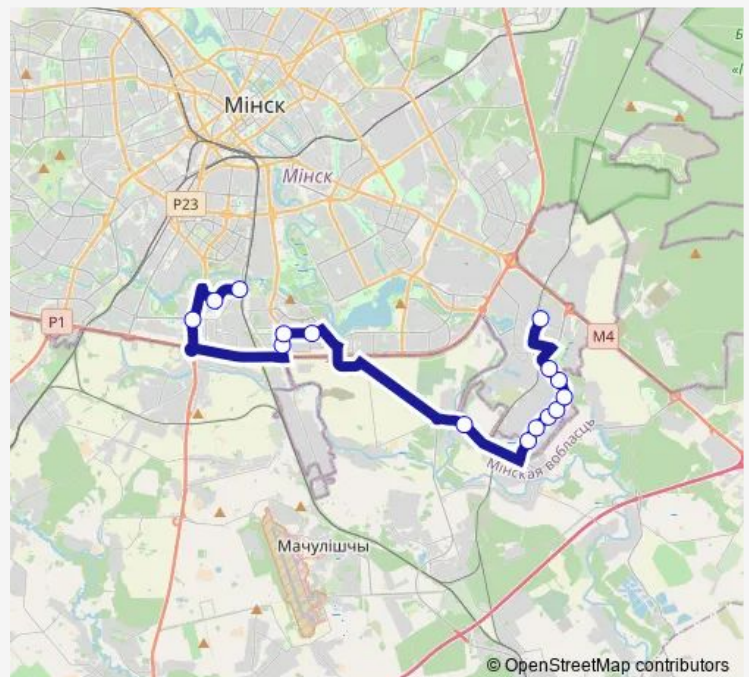 Мінск
Мінск
P23
P1
M4
Мінская вобласць
Мачулішчы
© OpenStreetMap contributors